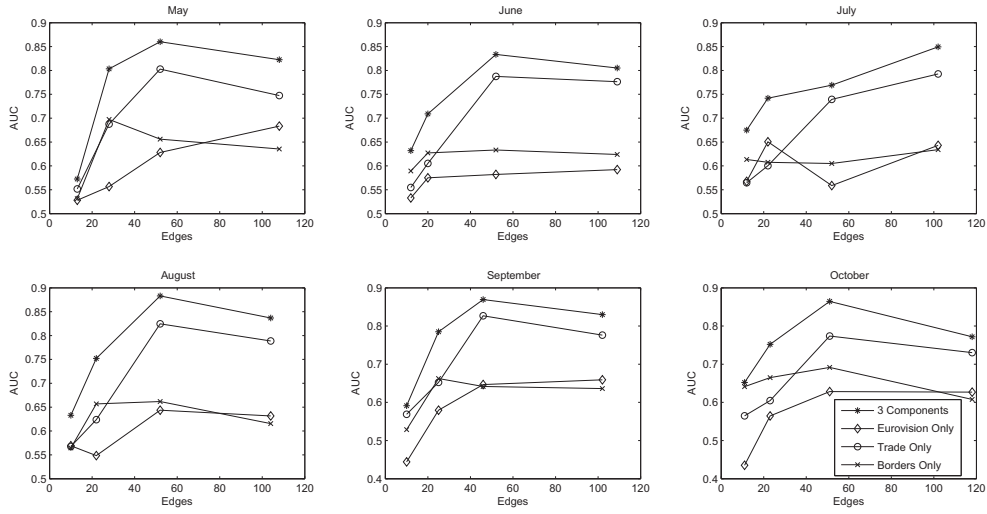 May
0.9
0.85
0.8
0.75
0.7
0.65
0.6
0.55
0.5
AUC
0 20 40 60 80 100 120
Edges
June
0.9
0.85
0.8
0.75
0.7
0.65
0.6
0.55
0.5
AUC
0 20 40 60 80 100 120
Edges
July
0.9
0.85
0.8
0.75
0.7
0.65
0.6
0.55
0.5
AUC
0 20 40 60 80 100 120
Edges
August
0.9
0.85
0.8
0.75
0.7
0.65
0.6
0.55
0.5
AUC
0 20 40 60 80 100 120
Edges
September
0.9
0.8
0.7
0.6
0.5
0.4
AUC
0 20 40 60 80 100 120
Edges
October
0.9
0.8
0.7
0.6
0.5
0.4
AUC
0 20 40 60 80 100 120
Edges
3 Components
Eurovision Only
Trade Only
Borders Only